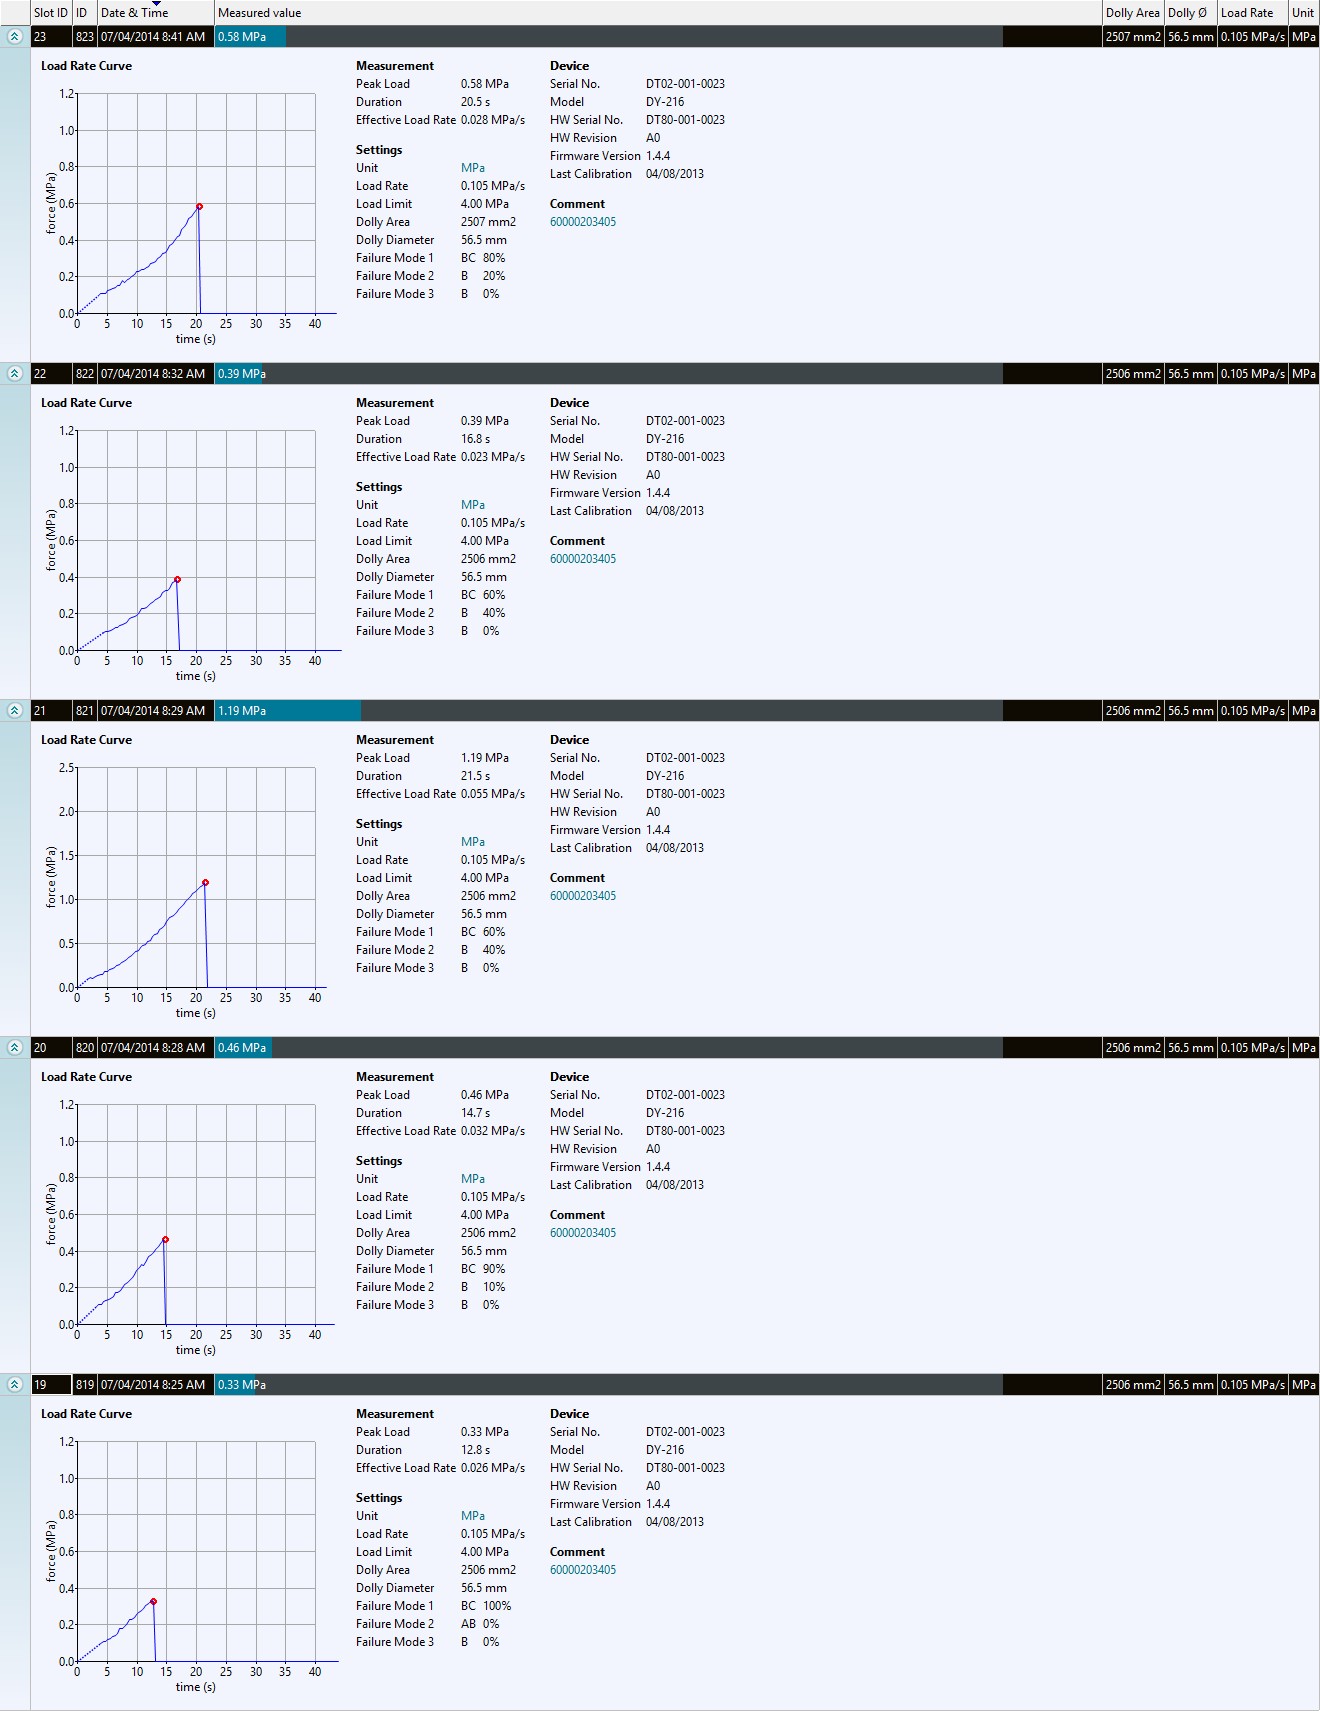 Slot ID ID Date & Time Measured value Dolly Area Dolly Ø Load Rate Unit
23 823 07/04/2014 8:41 AM 0.58 MPa 2507 mm2 56.5 mm 0.105 MPa/s MPa
Load Rate Curve Measurement Device
Peak Load 0.58 MPa Serial No. DT02-001-0023
1.2 Duration 20.5 s Model DY-216
Effective Load Rate 0.028 MPa/s HW Serial No. DT80-001-0023
1.0 HW Revision A0
Settings Firmware Version 1.4.4
0.8 Unit MPa Last Calibration 04/08/2013
Load Rate 0.105 MPa/s
0.6 Load Limit 4.00 MPa Comment
force (MPa) Dolly Area 2507 mm2 60000203405
0.4 Dolly Diameter 56.5 mm
Failure Mode 1 BC 80%
0.2 Failure Mode 2 B 20%
Failure Mode 3 B 0%
0.0
0 5 10 15 20 25 30 35 40
time (s)
22 822 07/04/2014 8:32 AM 0.39 MPa 2506 mm2 56.5 mm 0.105 MPa/s MPa
Load Rate Curve Measurement Device
Peak Load 0.39 MPa Serial No. DT02-001-0023
1.2 Duration 16.8 s Model DY-216
Effective Load Rate 0.023 MPa/s HW Serial No. DT80-001-0023
1.0 HW Revision A0
Settings Firmware Version 1.4.4
0.8 Unit MPa Last Calibration 04/08/2013
Load Rate 0.105 MPa/s
0.6 Load Limit 4.00 MPa Comment
force (MPa) Dolly Area 2506 mm2 60000203405
0.4 Dolly Diameter 56.5 mm
Failure Mode 1 BC 60%
0.2 Failure Mode 2 B 40%
Failure Mode 3 B 0%
0.0
0 5 10 15 20 25 30 35 40
time (s)
21 821 07/04/2014 8:29 AM 1.19 MPa 2506 mm2 56.5 mm 0.105 MPa/s MPa
Load Rate Curve Measurement Device
Peak Load 1.19 MPa Serial No. DT02-001-0023
2.5 Duration 21.5 s Model DY-216
Effective Load Rate 0.055 MPa/s HW Serial No. DT80-001-0023
2.0 HW Revision A0
Settings Firmware Version 1.4.4
Unit MPa Last Calibration 04/08/2013
1.5 Load Rate 0.105 MPa/s
Load Limit 4.00 MPa Comment
1.0 force (MPa) Dolly Area 2506 mm2 60000203405
Dolly Diameter 56.5 mm
Failure Mode 1 BC 60%
0.5 Failure Mode 2 B 40%
Failure Mode 3 B 0%
0.0
0 5 10 15 20 25 30 35 40
time (s)
20 820 07/04/2014 8:28 AM 0.46 MPa 2506 mm2 56.5 mm 0.105 MPa/s MPa
Load Rate Curve Measurement Device
Peak Load 0.46 MPa Serial No. DT02-001-0023
1.2 Duration 14.7 s Model DY-216
Effective Load Rate 0.032 MPa/s HW Serial No. DT80-001-0023
1.0 HW Revision A0
Settings Firmware Version 1.4.4
0.8 Unit MPa Last Calibration 04/08/2013
Load Rate 0.105 MPa/s
0.6 Load Limit 4.00 MPa Comment
force (MPa) Dolly Area 2506 mm2 60000203405
0.4 Dolly Diameter 56.5 mm
Failure Mode 1 BC 90%
0.2 Failure Mode 2 B 10%
Failure Mode 3 B 0%
0.0
0 5 10 15 20 25 30 35 40
time (s)
19 819 07/04/2014 8:25 AM 0.33 MPa 2506 mm2 56.5 mm 0.105 MPa/s MPa
Load Rate Curve Measurement Device
Peak Load 0.33 MPa Serial No. DT02-001-0023
1.2 Duration 12.8 s Model DY-216
Effective Load Rate 0.026 MPa/s HW Serial No. DT80-001-0023
1.0 HW Revision A0
Settings Firmware Version 1.4.4
0.8 Unit MPa Last Calibration 04/08/2013
Load Rate 0.105 MPa/s
0.6 Load Limit 4.00 MPa Comment
force (MPa) Dolly Area 2506 mm2 60000203405
0.4 Dolly Diameter 56.5 mm
Failure Mode 1 BC 100%
0.2 Failure Mode 2 AB 0%
Failure Mode 3 B 0%
0.0
0 5 10 15 20 25 30 35 40
time (s)